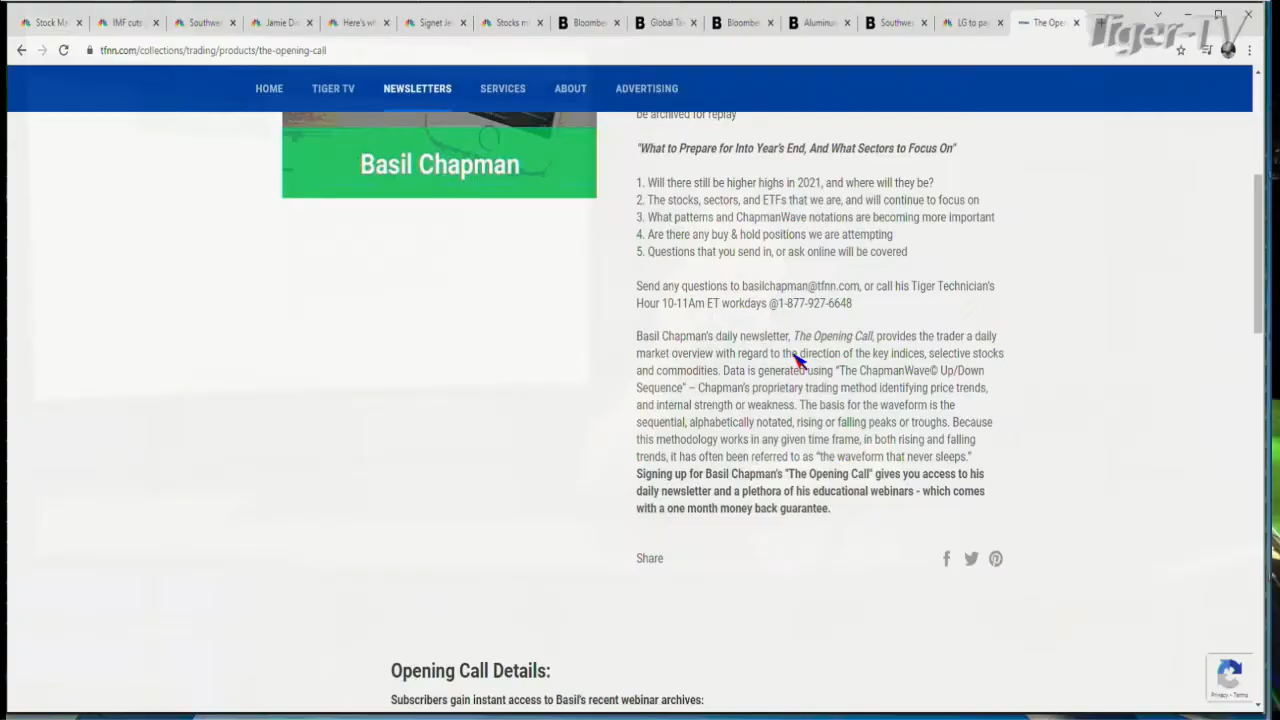 Stock Ma
IMF cuts
Southwe
Jamie Di
Here's wh
Signet Je
Stocks m
Bloombe
Global Ta
Bloombe
Aluminu
Southwe
LG to pa
The Open
Tiger-TV
tfnn.com/collections/trading/products/the-opening-call
HOME
TIGER TV
NEWSLETTERS
SERVICES
ABOUT
ADVERTISING
be archived for replay
Basil Chapman
"What to Prepare for Into Year's End, And What Sectors to Focus On"
1. Will there still be higher highs in 2021, and where will they be?
2. The stocks, sectors, and ETFs that we are, and will continue to focus on
3. What patterns and ChapmanWave notations are becoming more important
4. Are there any buy & hold positions we are attempting
5. Questions that you send in, or ask online will be covered
Send any questions to basilchapman@tfnn.com, or call his Tiger Technician's
Hour 10-11Am ET workdays @1-877-927-6648
Basil Chapman's daily newsletter, The Opening Call, provides the trader a daily
market overview with regard to the direction of the key indices, selective stocks
and commodities. Data is generated using "The ChapmanWave© Up/Down
Sequence" – Chapman's proprietary trading method identifying price trends,
and internal strength or weakness. The basis for the waveform is the
sequential, alphabetically notated, rising or falling peaks or troughs. Because
this methodology works in any given time frame, in both rising and falling
trends, it has often been referred to as "the waveform that never sleeps."
Signing up for Basil Chapman's "The Opening Call" gives you access to his
daily newsletter and a plethora of his educational webinars - which comes
with a one month money back guarantee.
Share
Opening Call Details:
Subscribers gain instant access to Basil's recent webinar archives:
Privacy - Terms